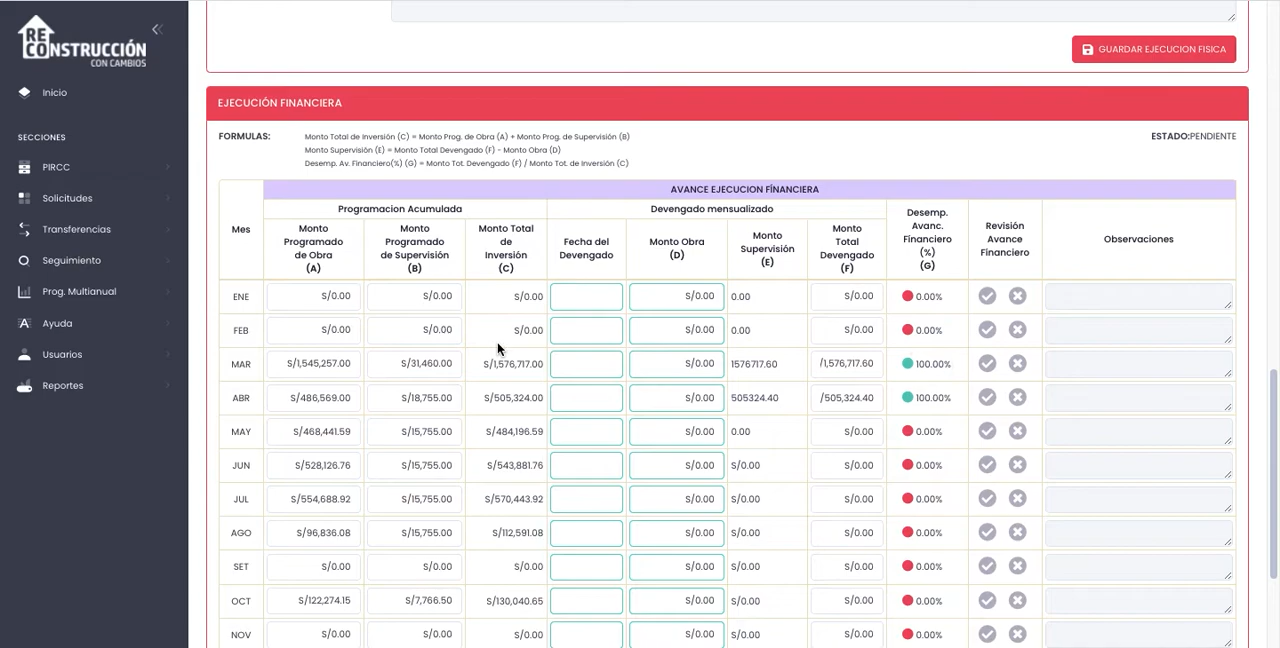 RE
CONSTRUCCIÓN
CON CAMBIOS
Inicio
SECCIONES
PIRCC
Solicitudes
Transferencias
Seguimiento
Prog. Multianual
Ayuda
Usuarios
Reportes
GUARDAR EJECUCION FISICA
EJECUCIÓN FINANCIERA
FORMULAS:
Monto Total de Inversión (C) = Monto Prog. de Obra (A) + Monto Prog. de Supervisión (B)
Monto Supervisión (E) = Monto Total Devengado (F) - Monto Obra (D)
Desemp. Av. Financiero(%) (G) = Monto Tot. Devengado (F) / Monto Tot. de Inversión (C)
ESTADO:PENDIENTE
AVANCE EJECUCION FÍNANCIERA
Mes
Programacion Acumulada
Devengado mensualizado
Monto
Programado
de Obra
(A)
Monto
Programado
de Supervisión
(B)
Monto Total
de
Inversión
(C)
Fecha del
Devengado
Monto Obra
(D)
Monto
Supervisión
(E)
Monto
Total
Devengado
(F)
Desemp.
Avanc.
Financiero
(%)
(G)
Revisión
Avance
Financiero
Observaciones
ENE S/0.00 S/0.00 S/0.00 S/0.00 0.00 S/0.00 0.00%
FEB S/0.00 S/0.00 S/0.00 S/0.00 0.00 S/0.00 0.00%
MAR S/1,545,257.00 S/31,460.00 S/1,576,717.00 S/0.00 1576717.60 /1,576,717.60 100.00%
ABR S/486,569.00 S/18,755.00 S/505,324.00 S/0.00 505324.40 /505,324.40 100.00%
MAY S/468,441.59 S/15,755.00 S/484,196.59 S/0.00 0.00 S/0.00 0.00%
JUN S/528,126.76 S/15,755.00 S/543,881.76 S/0.00 S/0.00 S/0.00 0.00%
JUL S/554,688.92 S/15,755.00 S/570,443.92 S/0.00 S/0.00 S/0.00 0.00%
AGO S/96,836.08 S/15,755.00 S/112,591.08 S/0.00 S/0.00 S/0.00 0.00%
SET S/0.00 S/0.00 S/0.00 S/0.00 S/0.00 S/0.00 0.00%
OCT S/122,274.15 S/7,766.50 S/130,040.65 S/0.00 S/0.00 S/0.00 0.00%
NOV S/0.00 S/0.00 S/0.00 S/0.00 S/0.00 S/0.00 0.00%